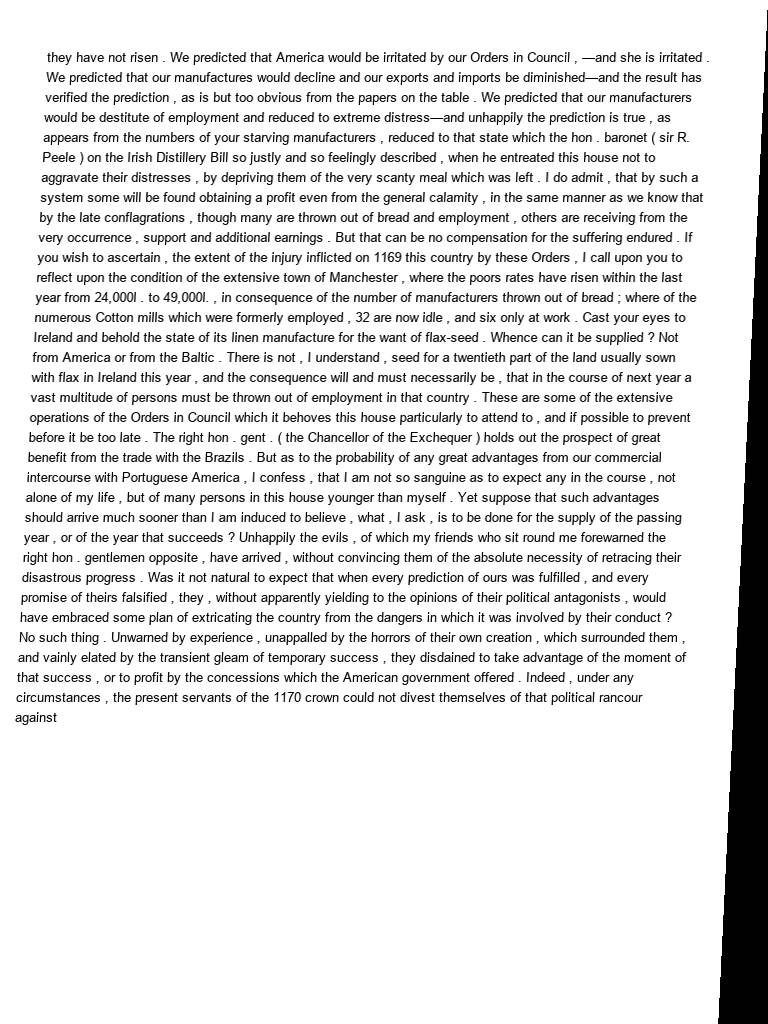 they have not risen . We predicted that America would be irritated by our Orders in Council , —and she is irritated .
We predicted that our manufactures would decline and our exports and imports be diminished—and the result has
verified the prediction , as is but too obvious from the papers on the table . We predicted that our manufacturers
would be destitute of employment and reduced to extreme distress—and unhappily the prediction is true , as
appears from the numbers of your starving manufacturers , reduced to that state which the hon . baronet ( sir R.
Peele ) on the Irish Distillery Bill so justly and so feelingly described , when he entreated this house not to
aggravate their distresses , by depriving them of the very scanty meal which was left . I do admit , that by such a
system some will be found obtaining a profit even from the general calamity , in the same manner as we know that
by the late conflagrations , though many are thrown out of bread and employment , others are receiving from the
very occurrence , support and additional earnings . But that can be no compensation for the suffering endured . If
you wish to ascertain , the extent of the injury inflicted on 1169 this country by these Orders , I call upon you to
reflect upon the condition of the extensive town of Manchester , where the poors rates have risen within the last
year from 24,000l . to 49,000l. , in consequence of the number of manufacturers thrown out of bread ; where of the
numerous Cotton mills which were formerly employed , 32 are now idle , and six only at work . Cast your eyes to
Ireland and behold the state of its linen manufacture for the want of flax-seed . Whence can it be supplied ? Not
from America or from the Baltic . There is not , I understand , seed for a twentieth part of the land usually sown
with flax in Ireland this year , and the consequence will and must necessarily be , that in the course of next year a
vast multitude of persons must be thrown out of employment in that country . These are some of the extensive
operations of the Orders in Council which it behoves this house particularly to attend to , and if possible to prevent
before it be too late . The right hon . gent . ( the Chancellor of the Exchequer ) holds out the prospect of great
benefit from the trade with the Brazils . But as to the probability of any great advantages from our commercial
intercourse with Portuguese America , I confess , that I am not so sanguine as to expect any in the course , not
alone of my life , but of many persons in this house younger than myself . Yet suppose that such advantages
should arrive much sooner than I am induced to believe , what , I ask , is to be done for the supply of the passing
year , or of the year that succeeds ? Unhappily the evils , of which my friends who sit round me forewarned the
right hon . gentlemen opposite , have arrived , without convincing them of the absolute necessity of retracing their
disastrous progress . Was it not natural to expect that when every prediction of ours was fulfilled , and every
promise of theirs falsified , they , without apparently yielding to the opinions of their political antagonists , would
have embraced some plan of extricating the country from the dangers in which it was involved by their conduct ?
No such thing . Unwarned by experience , unappalled by the horrors of their own creation , which surrounded them ,
and vainly elated by the transient gleam of temporary success , they disdained to take advantage of the moment of
that success , or to profit by the concessions which the American government offered . Indeed , under any
circumstances , the present servants of the 1170 crown could not divest themselves of that political rancour
against